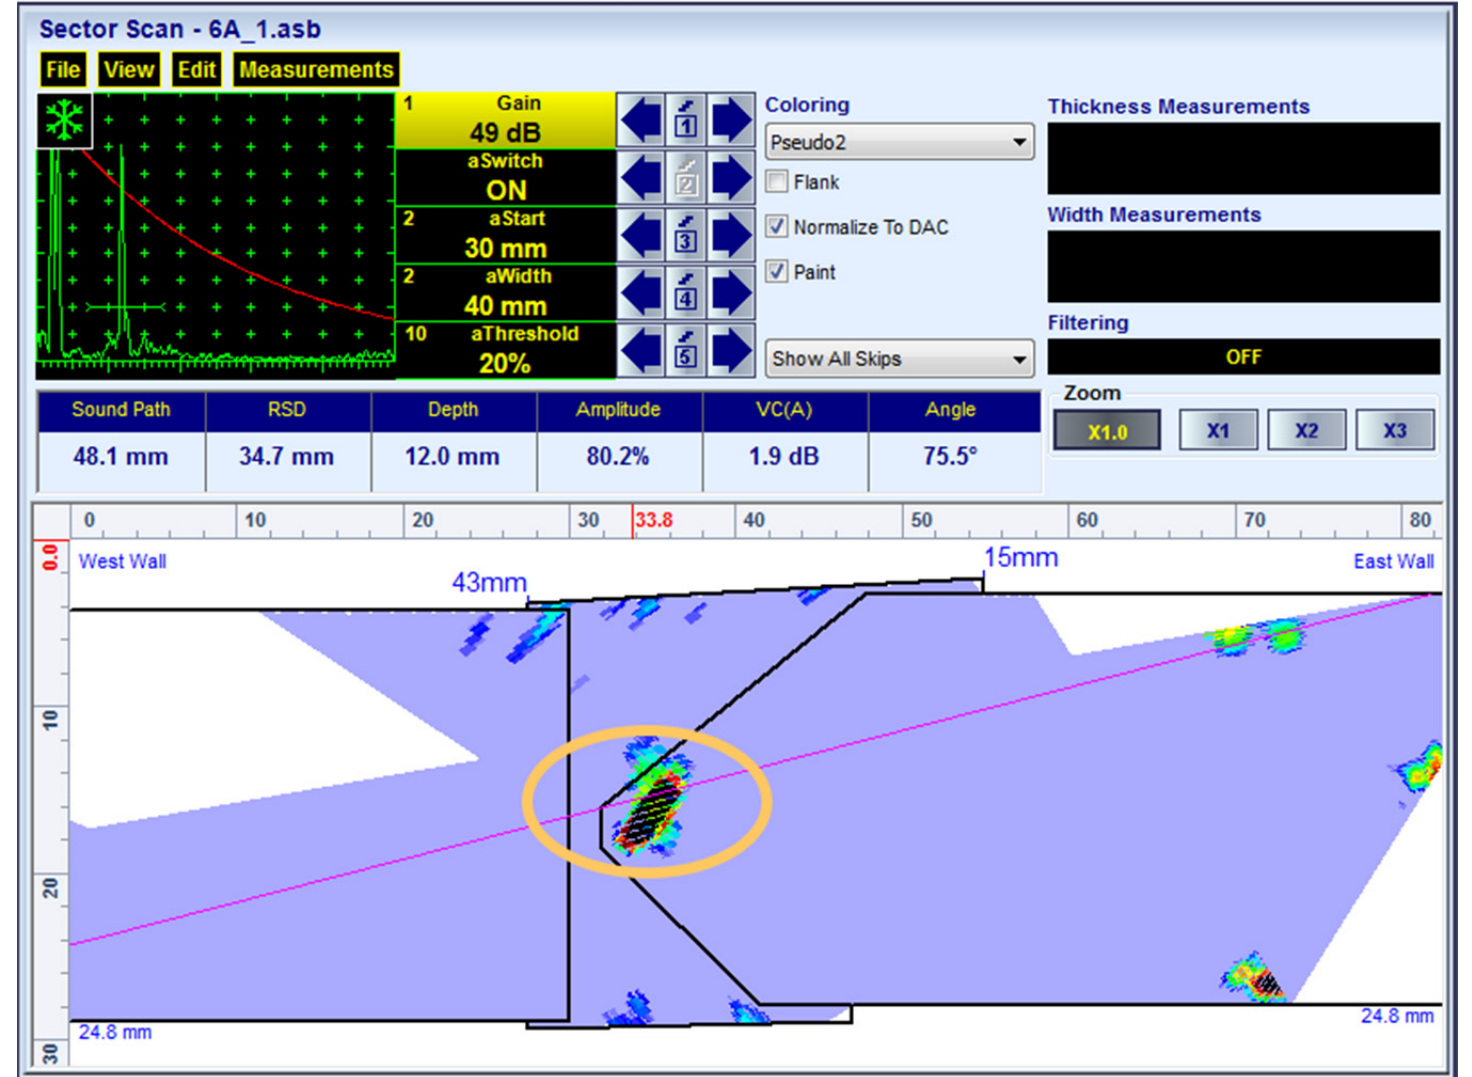 Sector Scan - 6A_1.asb
File View Edit Measurements
1 Gain
49 dB
1
aSwitch
ON
2
2 aStart
30 mm
3
2 aWidth
40 mm
4
10 aThreshold
20%
5
Coloring
Pseudo2
Flank
Normalize To DAC
Paint
Show All Skips
Thickness Measurements
Width Measurements
Filtering
OFF
Zoom
X1.0 X1 X2 X3
Sound Path RSD Depth Amplitude VC(A) Angle
48.1 mm 34.7 mm 12.0 mm 80.2% 1.9 dB 75.5°
0 10 20 30 33.8 40 50 60 70 80
0.0
West Wall
43mm
15mm
East Wall
10
20
24.8 mm
24.8 mm
30